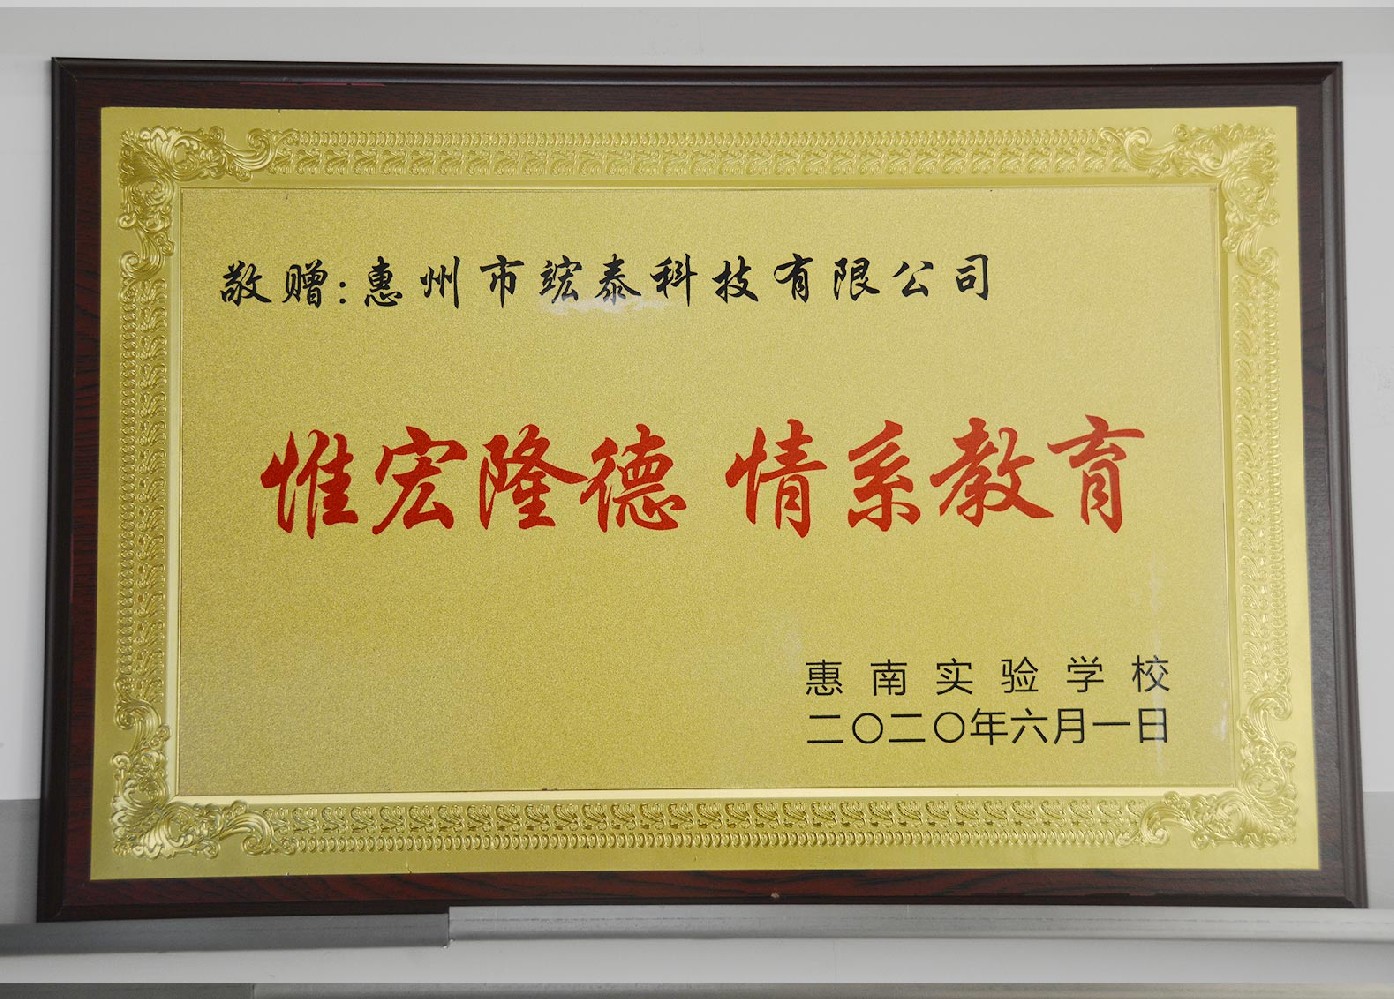 敬赠:惠州市竤泰科技有限公司
惟宏隆德 情系教育
惠南实验学校
二〇二〇年六月一日